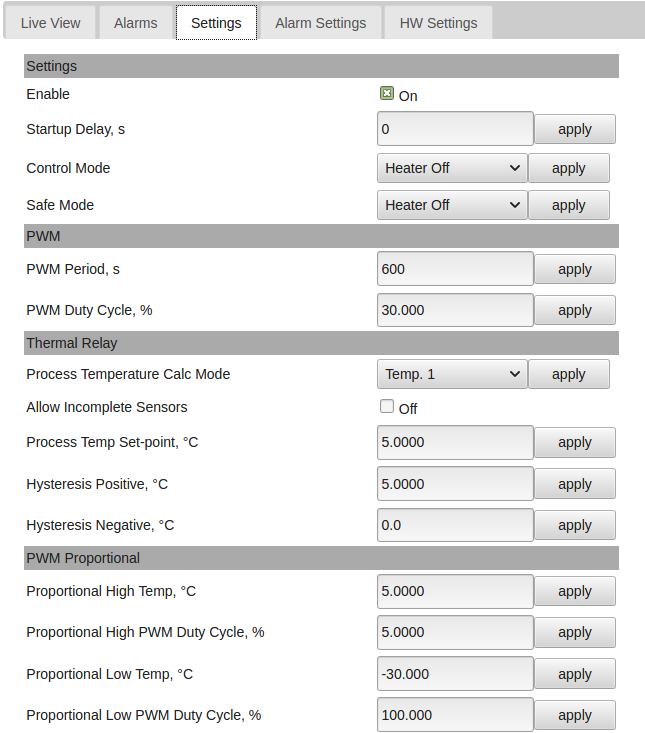 Live View Alarms Settings Alarm Settings HW Settings
Settings
Enable On
Startup Delay, s 0 apply
Control Mode Heater Off apply
Safe Mode Heater Off apply
PWM
PWM Period, s 600 apply
PWM Duty Cycle, % 30.000 apply
Thermal Relay
Process Temperature Calc Mode Temp. 1 apply
Allow Incomplete Sensors Off
Process Temp Set-point, °C 5.0000 apply
Hysteresis Positive, °C 5.0000 apply
Hysteresis Negative, °C 0.0 apply
PWM Proportional
Proportional High Temp, °C 5.0000 apply
Proportional High PWM Duty Cycle, % 5.0000 apply
Proportional Low Temp, °C -30.000 apply
Proportional Low PWM Duty Cycle, % 100.000 apply